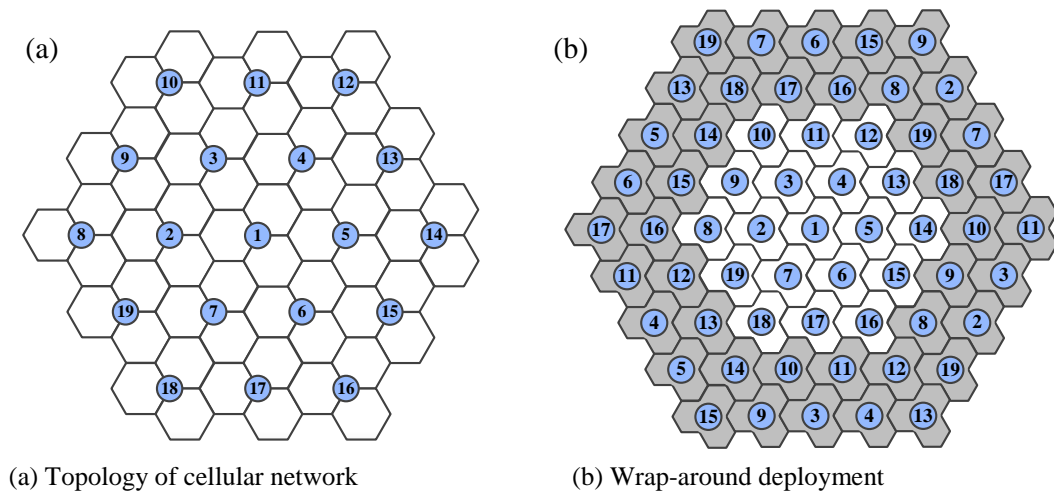 (a)
10 11 12
9 3 4 13
8 2 1 5 14
19 7 6 15
18 17 16
(a) Topology of cellular network
(b)
19 7 6 15 9
13 18 17 16 8 2
5 14 10 11 12 19 7
6 15 9 3 4 13 18 17
17 16 8 2 1 5 14 10 11
11 12 19 7 6 15 9 3
4 13 18 17 16 8 2
5 14 10 11 12 19
15 9 3 4 13
(b) Wrap-around deployment